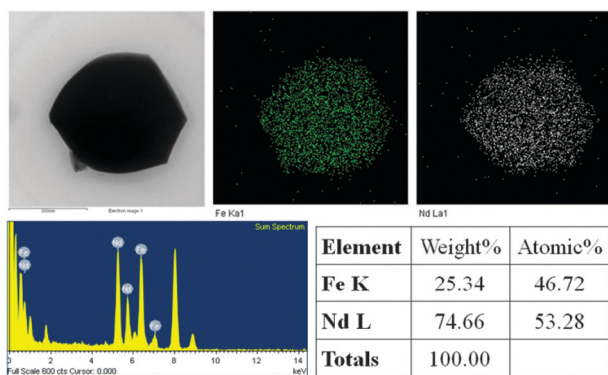 300nm
Electron image 1
Fe Ka1
Nd La1
Sum Spectrum
Fe
Nd
Nd
Nd
Fe
Fe
0 2 4 6 8 10 12 14
Full Scale 600 cts Cursor: 0.000
keV
Element Weight% Atomic%
Fe K 25.34 46.72
Nd L 74.66 53.28
Totals 100.00